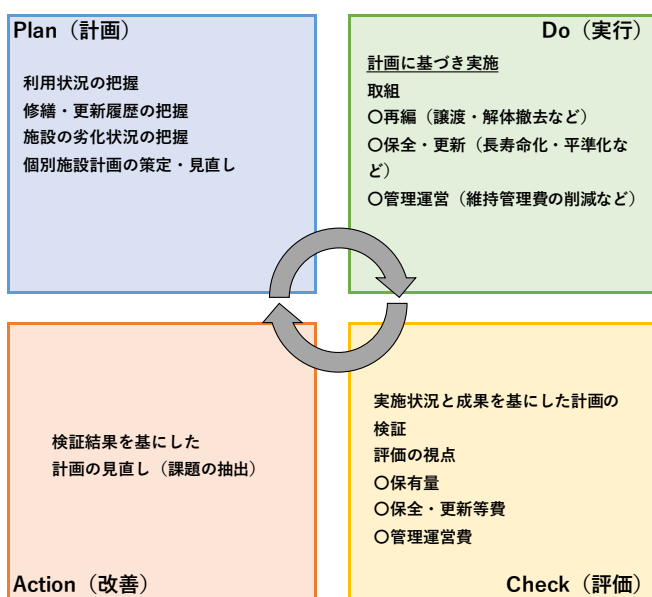 Plan（計画）
利用状況の把握
修繕・更新履歴の把握
施設の劣化状況の把握
個別施設計画の策定・見直し
Do（実行）
計画に基づき実施
取組
〇再編（譲渡・解体撤去など）
〇保全・更新（長寿命化・平準化な
ど）
〇管理運営（維持管理費の削減など）
検証結果を基にした
計画の見直し（課題の抽出）
Action（改善）
実施状況と成果を基にした計画の
検証
評価の視点
〇保有量
〇保全・更新等費
〇管理運営費
Check（評価）